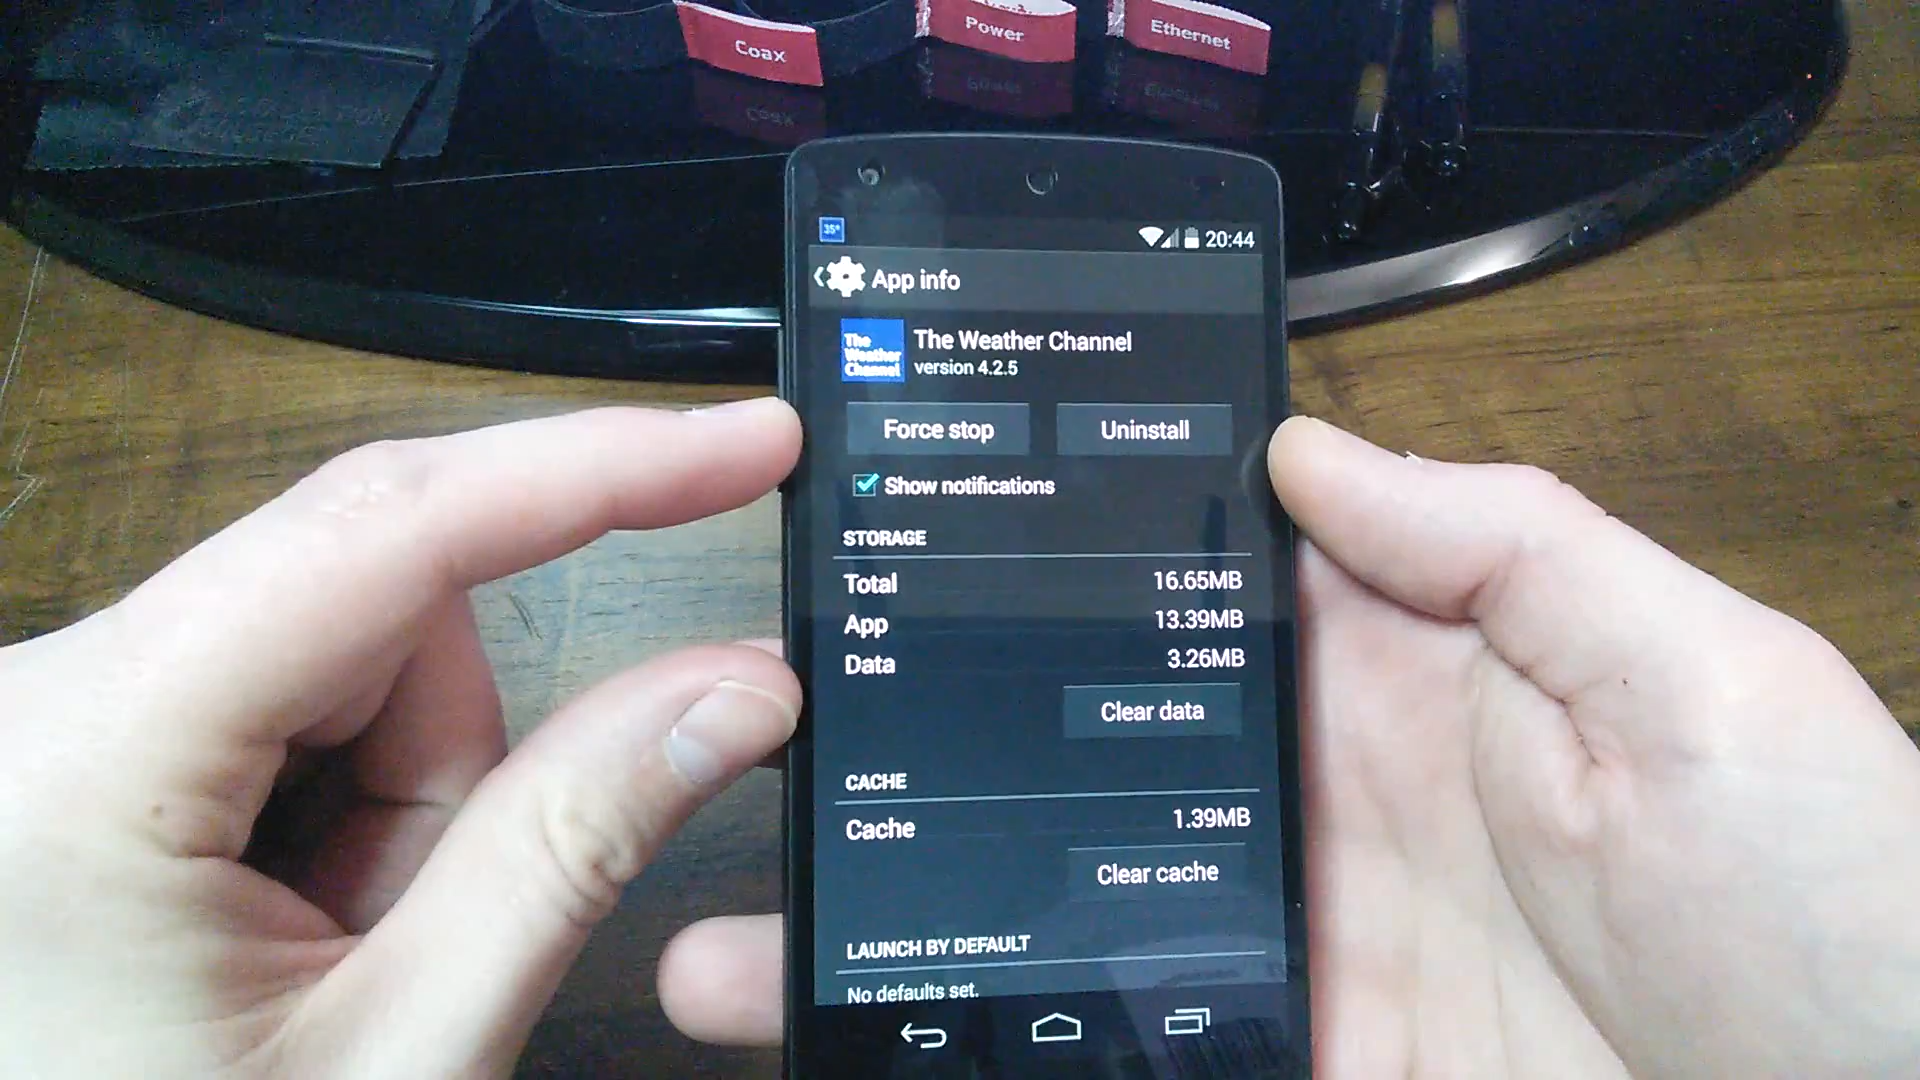 Coax
Power
Ethernet
35°
20:44
App info
The Weather Channel
The Weather Channel
version 4.2.5
Force stop
Uninstall
Show notifications
STORAGE
Total 16.65MB
App 13.39MB
Data 3.26MB
Clear data
CACHE
Cache 1.39MB
Clear cache
LAUNCH BY DEFAULT
No defaults set.